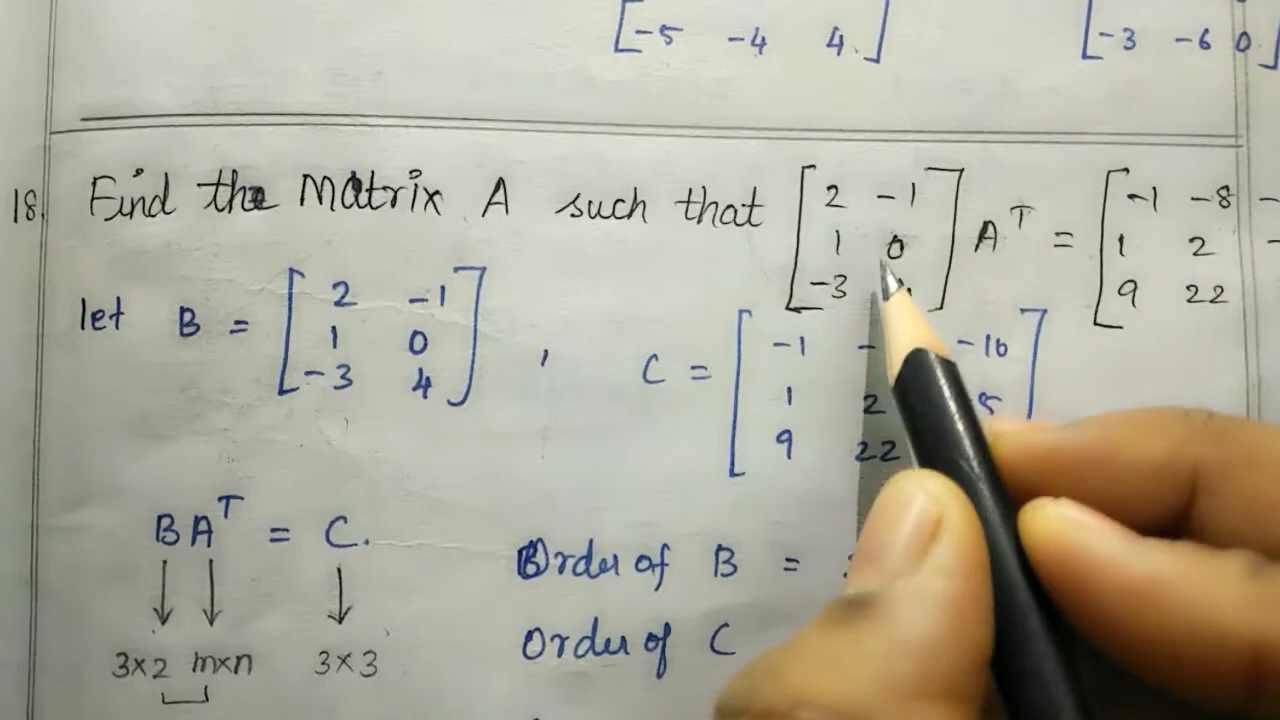 -5 -4 4 -3 -6 0
18. Find the Matrix A such that [2 -1 A^T = [-1 -8
1 0 1 2
-3 9 22
let B = [2 -1 , C = [-1 -10
1 0 1 2 5
-3 4] 9 22
BA^T = C. Order of B =
3×2 m×n 3×3 Order of C